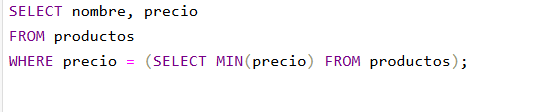 SELECT nombre, precio
FROM productos
WHERE precio = (SELECT MIN(precio) FROM productos);